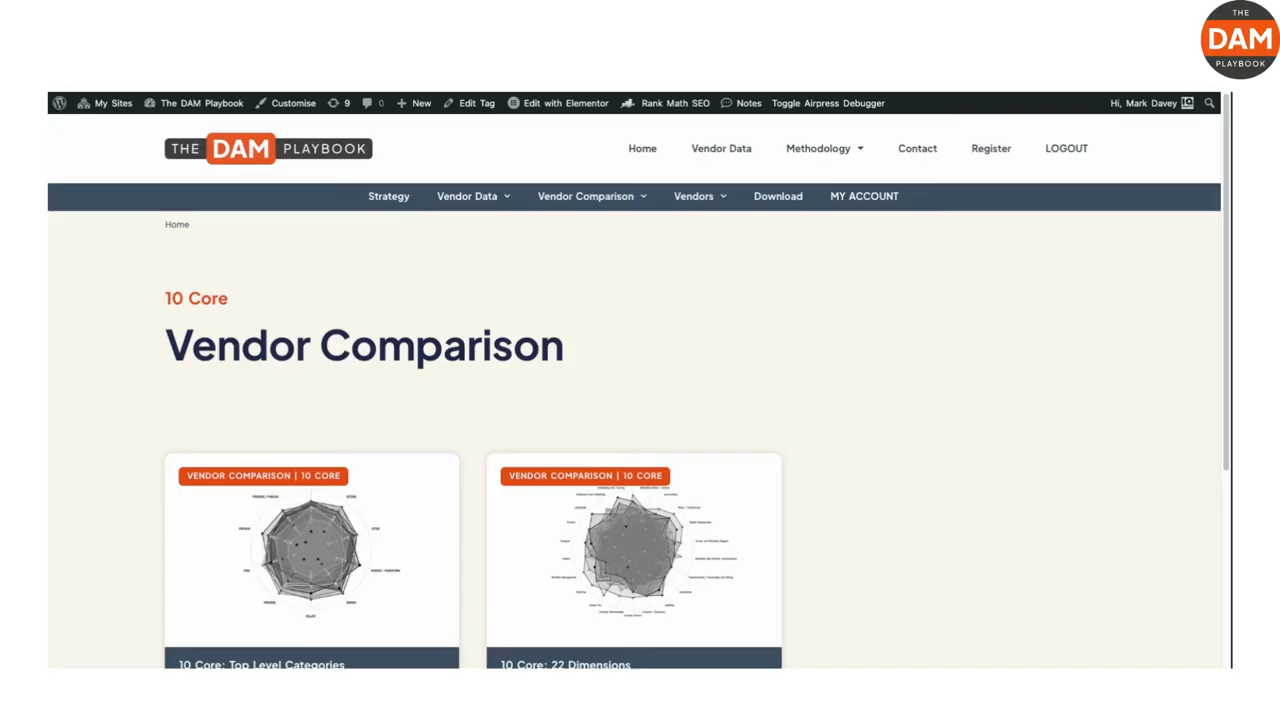 THE
DAM
PLAYBOOK
My Sites The DAM Playbook Customise 9 0 New Edit Tag Edit with Elementor Rank Math SEO Notes Toggle Airpress Debugger Hi, Mark Davey
THE DAM PLAYBOOK
Home Vendor Data Methodology Contact Register LOGOUT
Strategy Vendor Data Vendor Comparison Vendors Download MY ACCOUNT
Home
10 Core
Vendor Comparison
VENDOR COMPARISON | 10 CORE
VENDOR COMPARISON | 10 CORE
10 Core: Top Level Categories
10 Core: 22 Dimensions